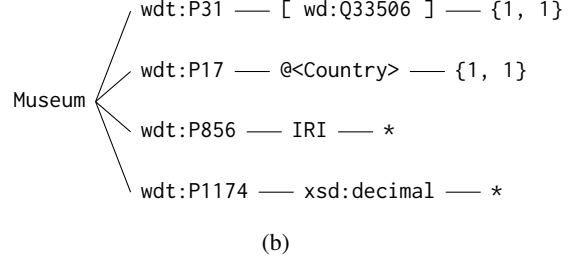 wdt:P31 [ wd:Q33506 ] {1, 1}
wdt:P17 @<Country> {1, 1}
Museum
wdt:P856 IRI *
wdt:P1174 xsd:decimal *
(b)